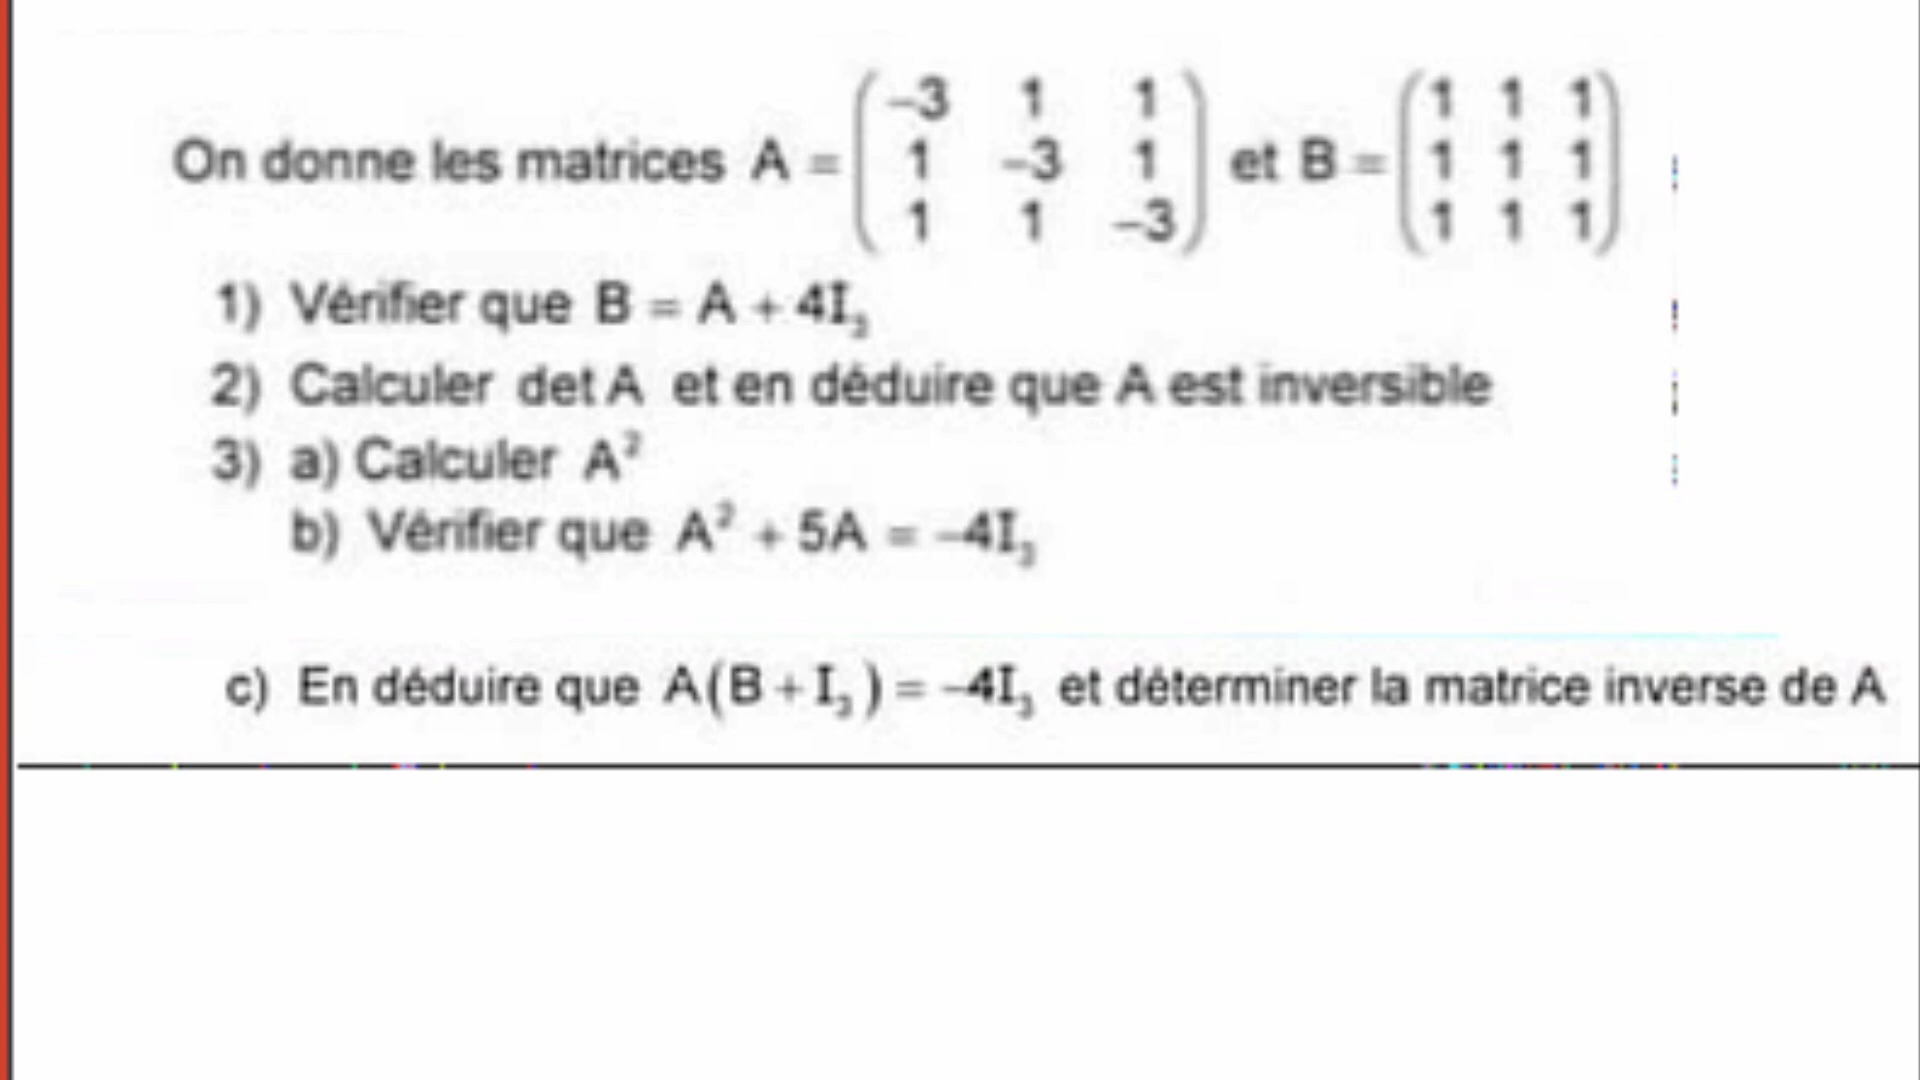 On donne les matrices A = (-3 1 1; 1 -3 1; 1 1 -3) et B = (1 1 1; 1 1 1; 1 1 1)
1) Vérifier que B = A + 4I₃
2) Calculer det A et en déduire que A est inversible
3) a) Calculer A²
b) Vérifier que A² + 5A = -4I₃
c) En déduire que A(B + I₃) = -4I₃ et déterminer la matrice inverse de A